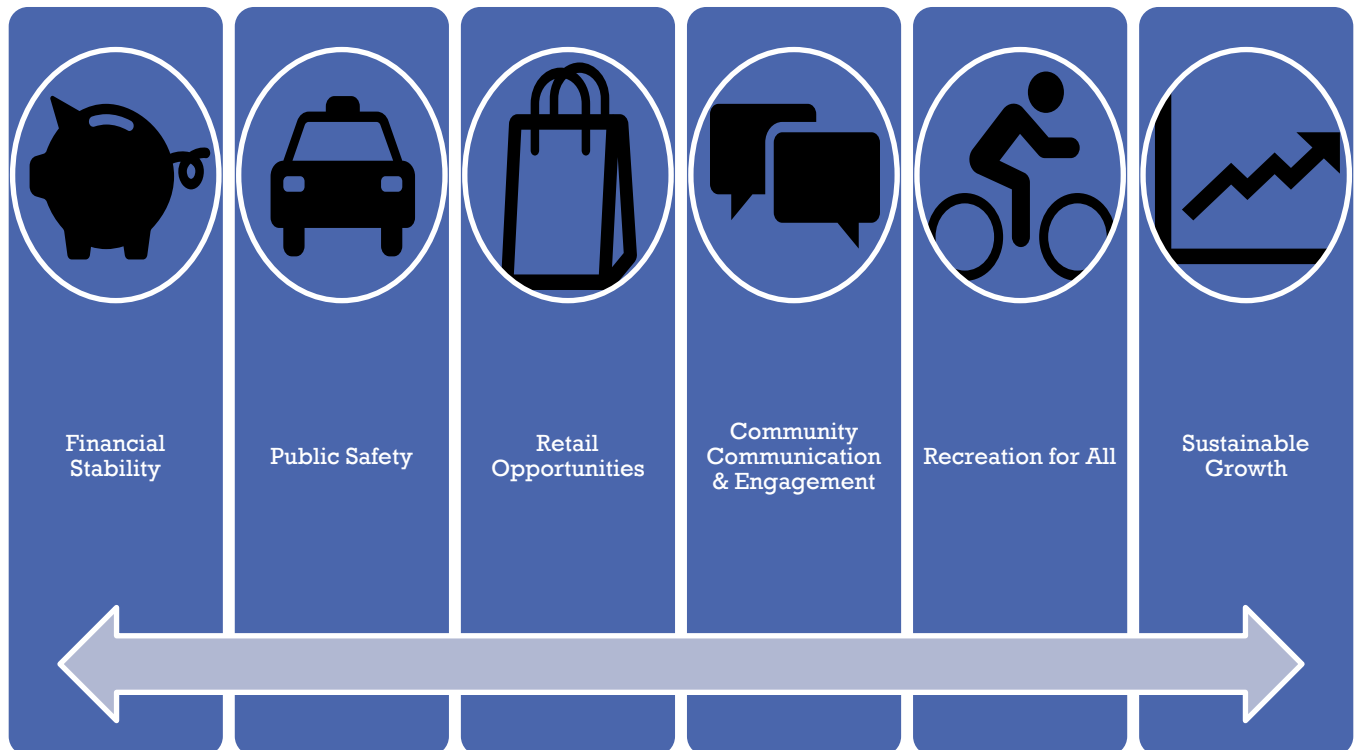 Financial
Stability
Public Safety
Retail
Opportunities
Community
Communication
& Engagement
Recreation for All
Sustainable
Growth